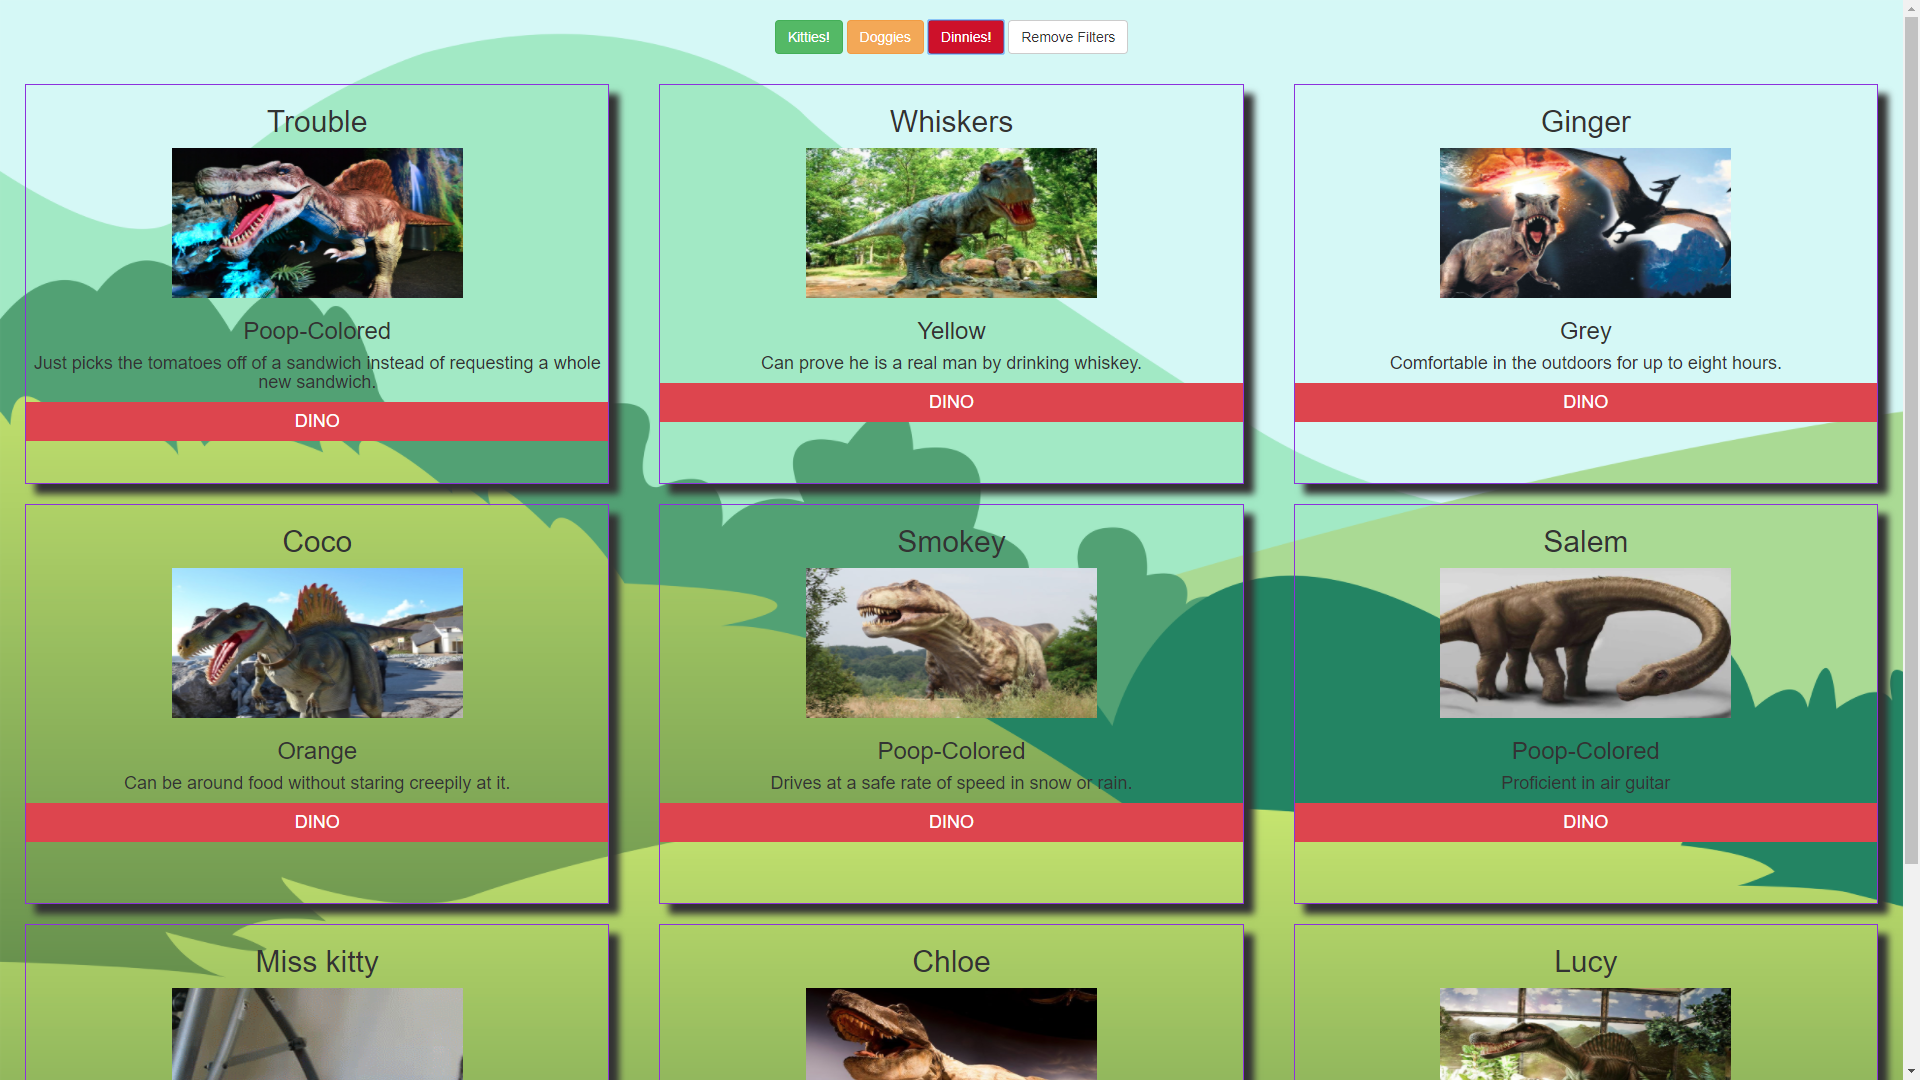 Kitties! Doggies Dinnies! Remove Filters
Trouble
Poop-Colored
Just picks the tomatoes off of a sandwich instead of requesting a whole
new sandwich.
DINO
Whiskers
Yellow
Can prove he is a real man by drinking whiskey.
DINO
Ginger
Grey
Comfortable in the outdoors for up to eight hours.
DINO
Coco
Orange
Can be around food without staring creepily at it.
DINO
Smokey
Poop-Colored
Drives at a safe rate of speed in snow or rain.
DINO
Salem
Poop-Colored
Proficient in air guitar
DINO
Miss kitty
Chloe
Lucy